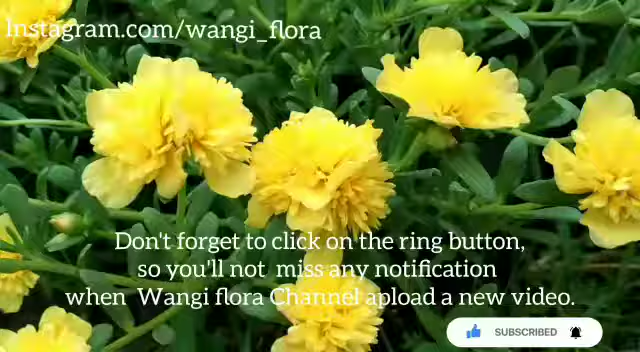 Instagram.com/wangi_flora
Don't forget to click on the ring button,
so you'll not miss any notification
when Wangi flora Channel apload a new video.
SUBSCRIBED